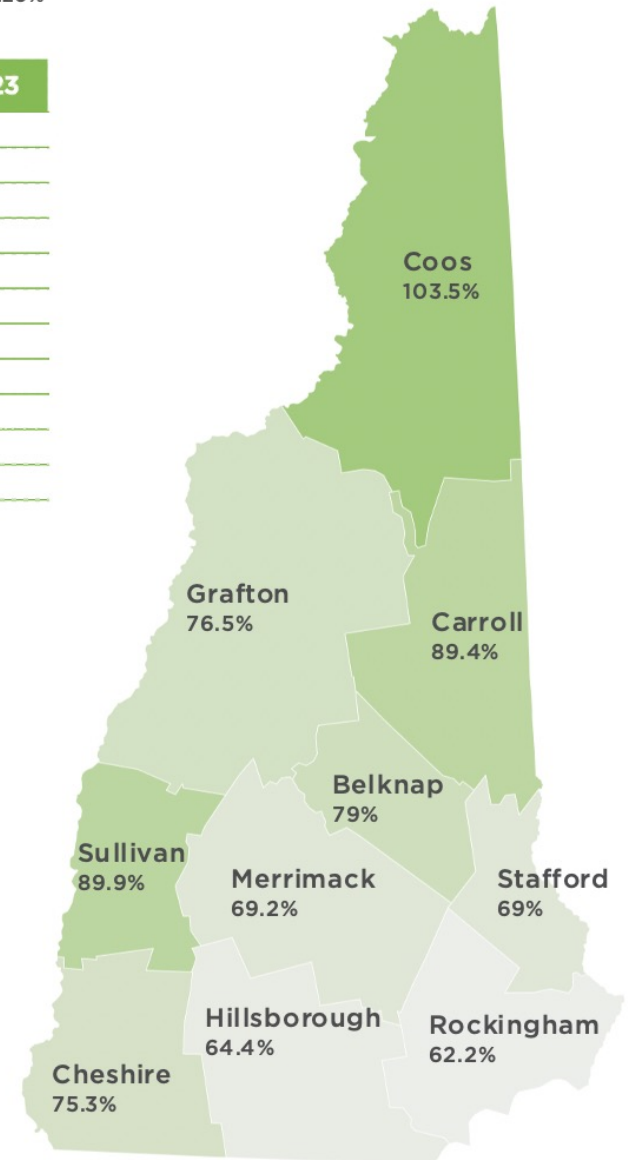 23
Coos
103.5%
Grafton
76.5%
Carroll
89.4%
Belknap
79%
Sullivan
89.9%
Merrimack
69.2%
Stafford
69%
Hillsborough
64.4%
Rockingham
62.2%
Cheshire
75.3%